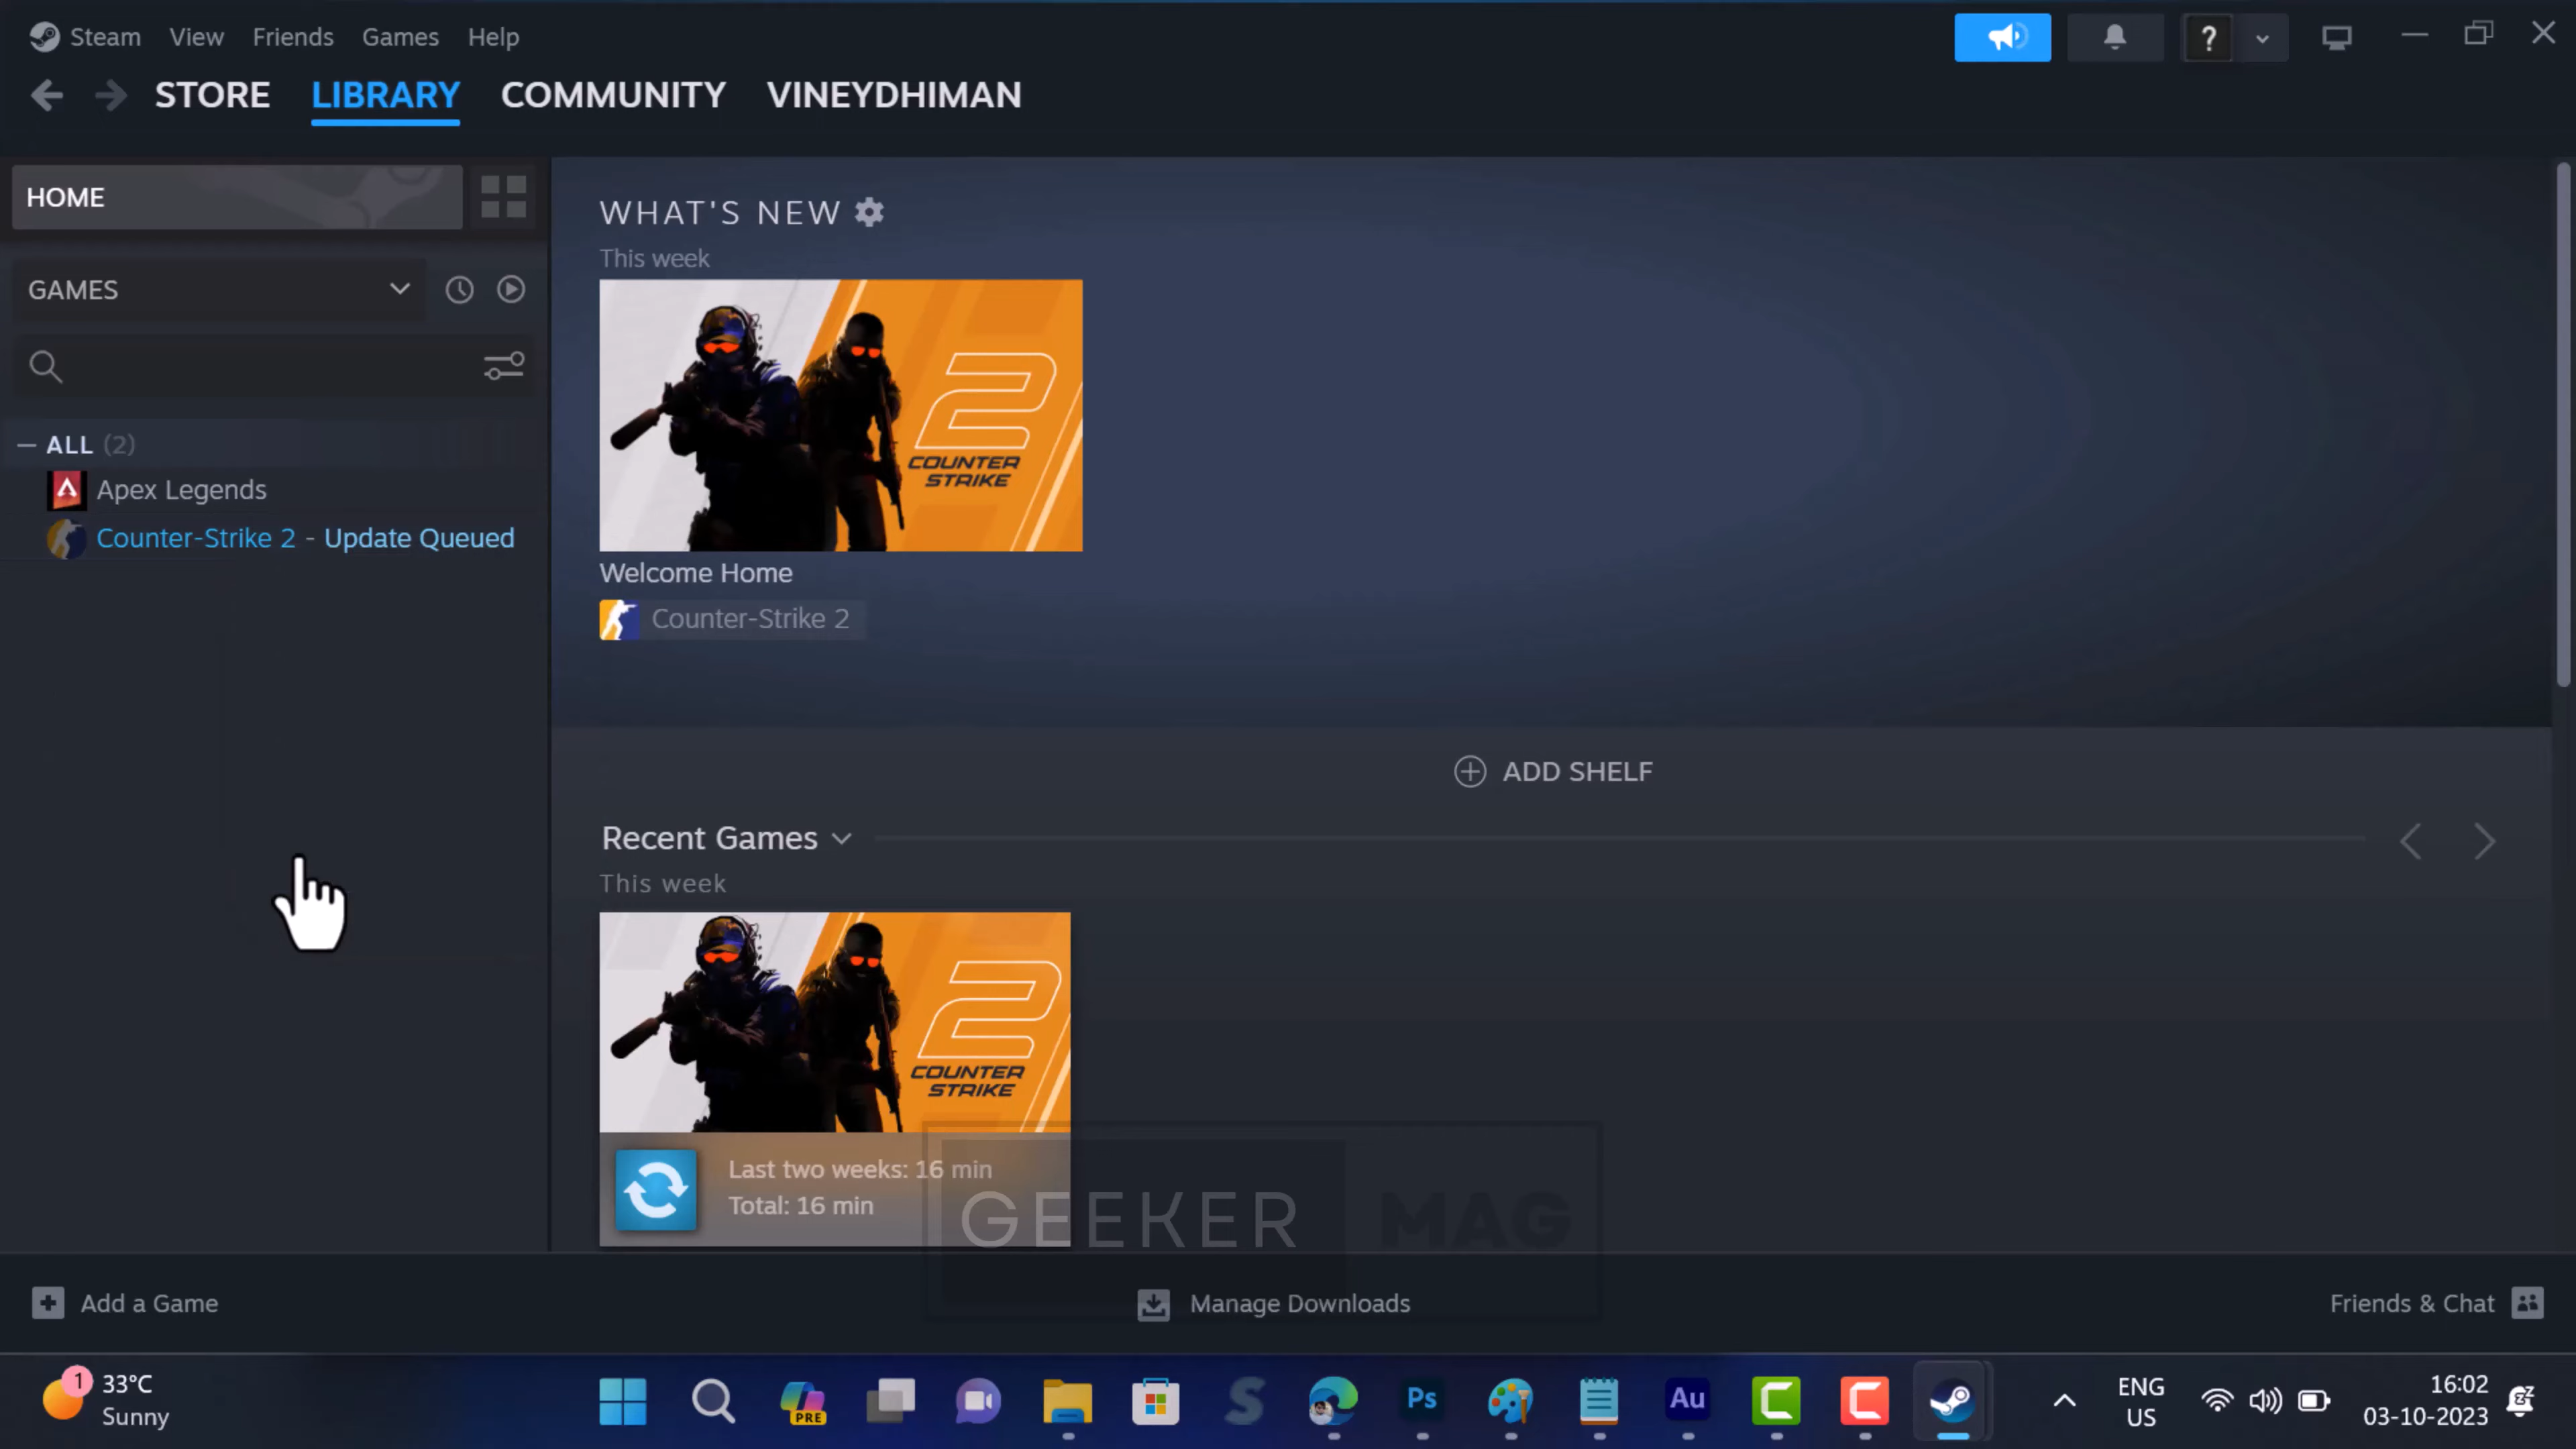 Steam View Friends Games Help
STORE LIBRARY COMMUNITY VINEYDHIMAN
HOME
GAMES
— ALL (2)
Apex Legends
Counter-Strike 2 - Update Queued
WHAT'S NEW
This week
2
COUNTER
STRIKE
Welcome Home
Counter-Strike 2
ADD SHELF
Recent Games
This week
2
COUNTER
STRIKE
Last two weeks: 16 min
Total: 16 min
GEEKER MAG
Add a Game
Manage Downloads
Friends & Chat
1
33°C
Sunny
PRE
S
Ps
Au
ENG
US
16:02
03-10-2023